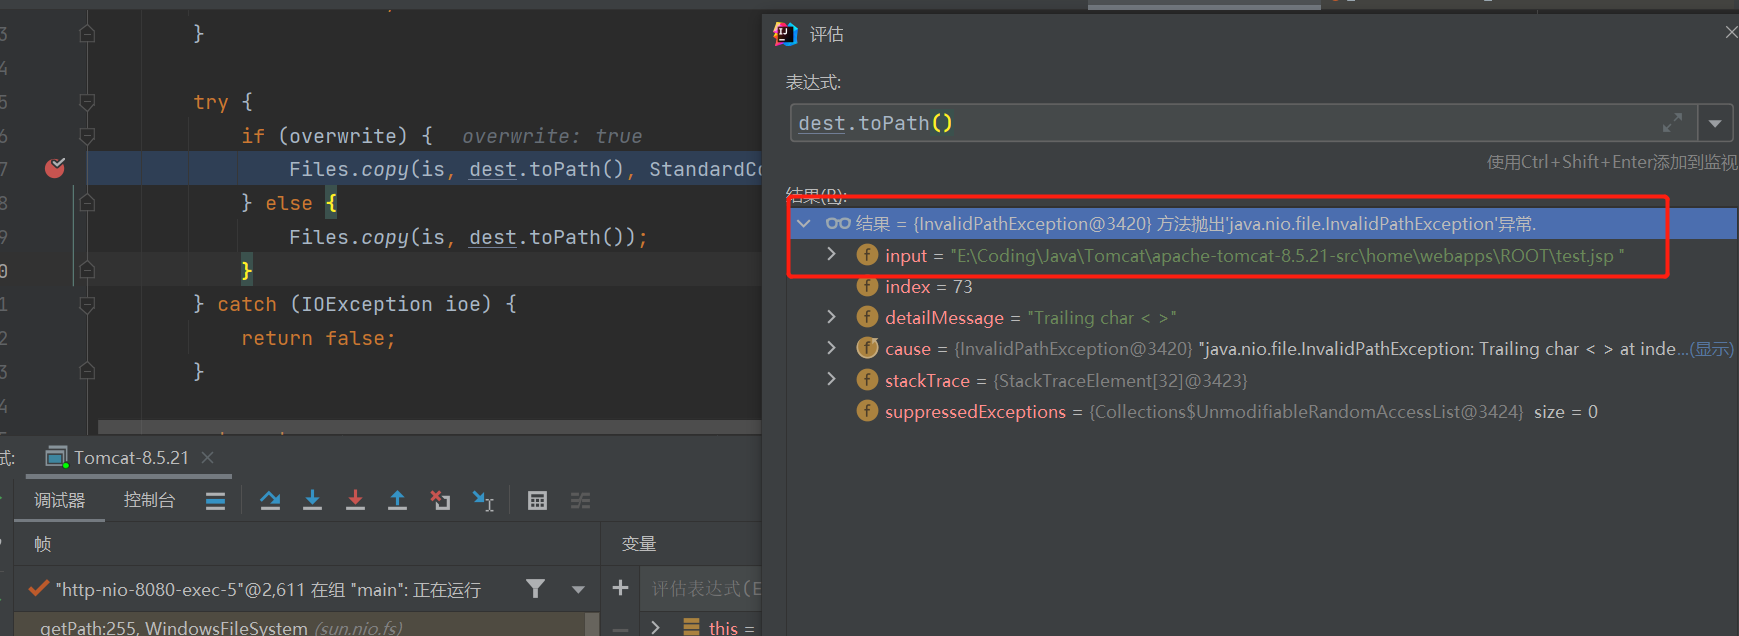 3
}
4
5
try {
6
if (overwrite) { overwrite: true
7
Files.copy(is, dest.toPath(), StandardCo
8
} else {
9
Files.copy(is, dest.toPath());
0
}
1
} catch (IOException ioe) {
2
return false;
3
}
4
评估
表达式:
dest.toPath()
使用Ctrl+Shift+Enter添加到监视
结果(R):
结果 = {InvalidPathException@3420} 方法抛出'java.nio.file.InvalidPathException'异常.
input = "E:\Coding\Java\Tomcat\apache-tomcat-8.5.21-src\home\webapps\ROOT\test.jsp "
index = 73
detailMessage = "Trailing char < >"
cause = {InvalidPathException@3420} "java.nio.file.InvalidPathException: Trailing char < > at inde...(显示)
stackTrace = {StackTraceElement[32]@3423}
suppressedExceptions = {Collections$UnmodifiableRandomAccessList@3424} size = 0
试: Tomcat-8.5.21
调试器 控制台
帧
变量
"http-nio-8080-exec-5"@2,611 在组 "main": 正在运行
评估表达式(E
getPath:255, WindowsFileSystem (sun.nio.fs)
this =